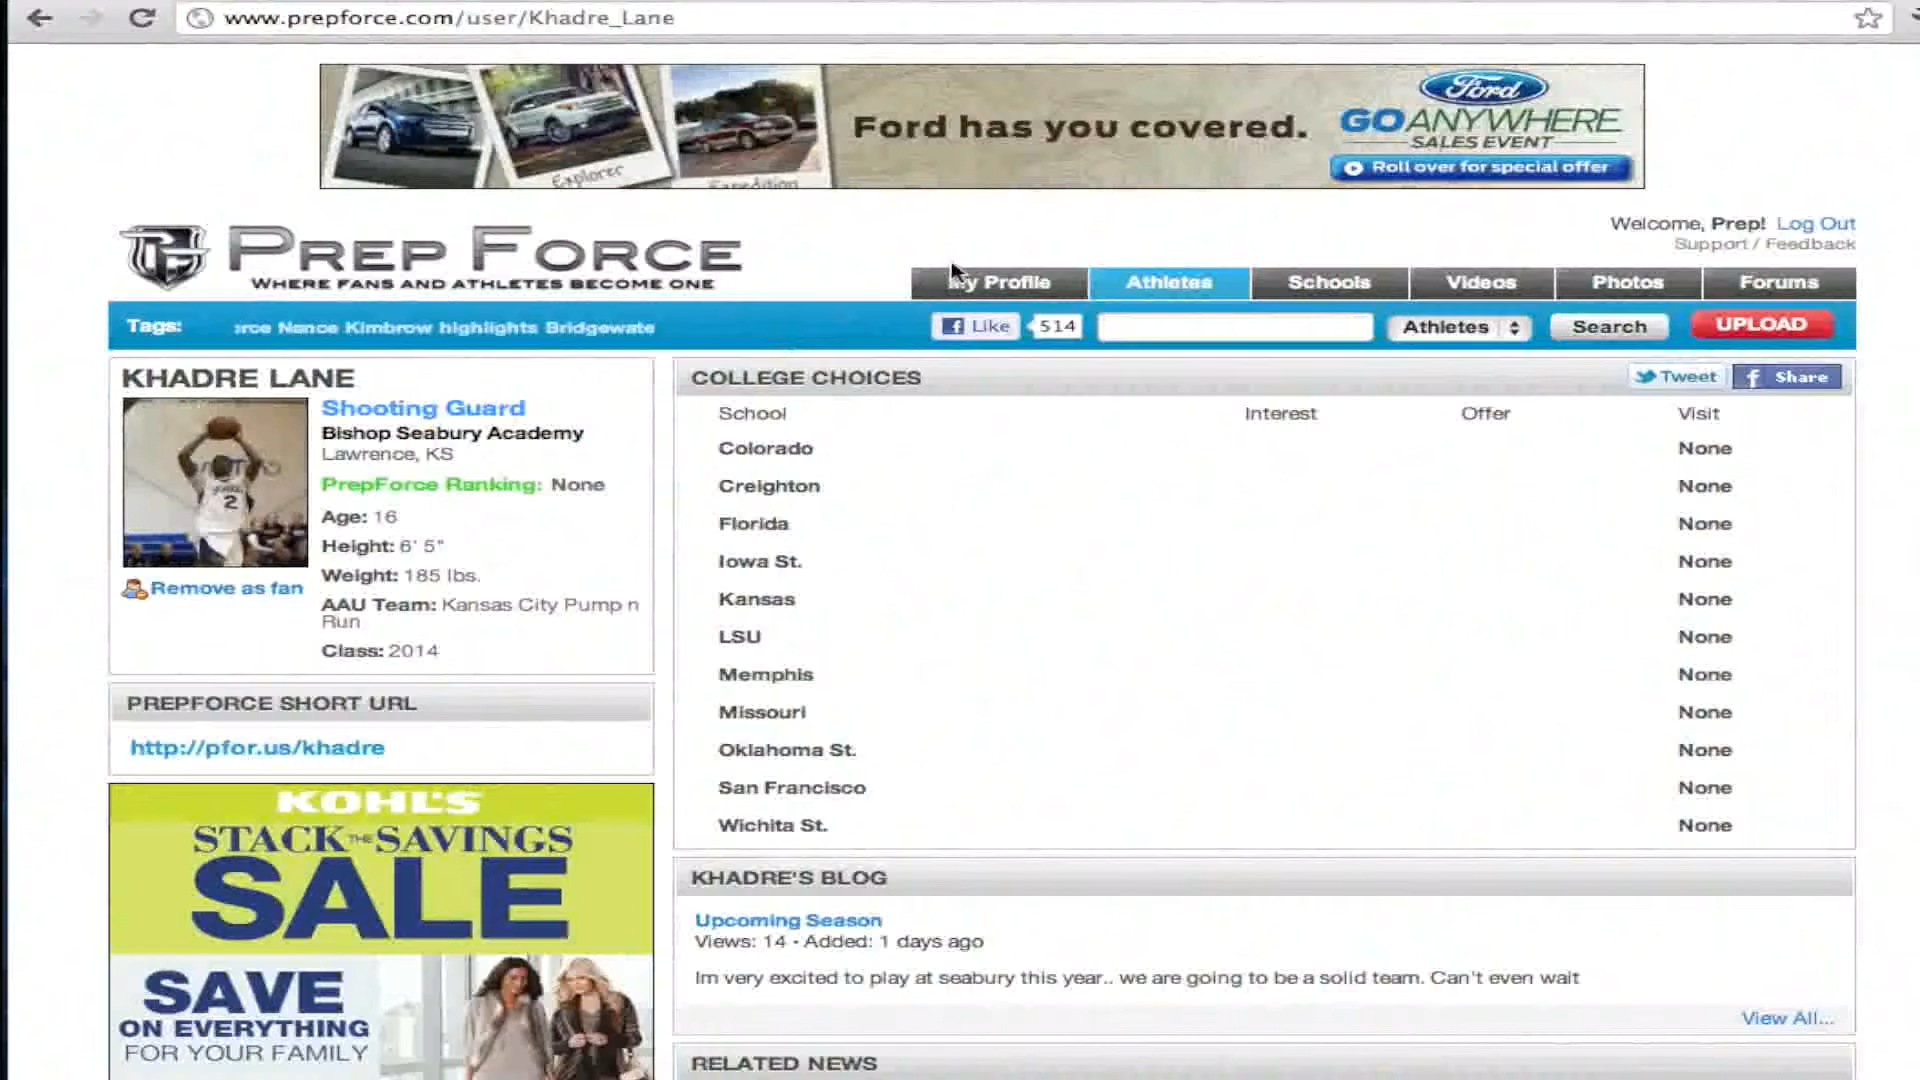 www.prepforce.com/user/Khadre_Lane
Ford has you covered.
Ford
GO ANYWHERE
SALES EVENT
Roll over for special offer
Explorer
Expedition
Welcome, Prep! Log Out
Support / Feedback
PREP FORCE
WHERE FANS AND ATHLETES BECOME ONE
My Profile
Athletes
Schools
Videos
Photos
Forums
Tags:
rce Nance Kimbrow highlights Bridgewate
Like
514
Athletes
Search
UPLOAD
KHADRE LANE
Shooting Guard
Bishop Seabury Academy
Lawrence, KS
PrepForce Ranking: None
Age: 16
Height: 6' 5"
Weight: 185 lbs.
AAU Team: Kansas City Pump n
Run
Class: 2014
2
Remove as fan
PREPFORCE SHORT URL
http://pfor.us/khadre
KOHL'S
STACK THE SAVINGS
SALE
SAVE
ON EVERYTHING
FOR YOUR FAMILY
COLLEGE CHOICES
Tweet
Share
School Interest Offer Visit
Colorado None
Creighton None
Florida None
Iowa St. None
Kansas None
LSU None
Memphis None
Missouri None
Oklahoma St. None
San Francisco None
Wichita St. None
KHADRE'S BLOG
Upcoming Season
Views: 14 - Added: 1 days ago
Im very excited to play at seabury this year.. we are going to be a solid team. Can't even wait
View All...
RELATED NEWS